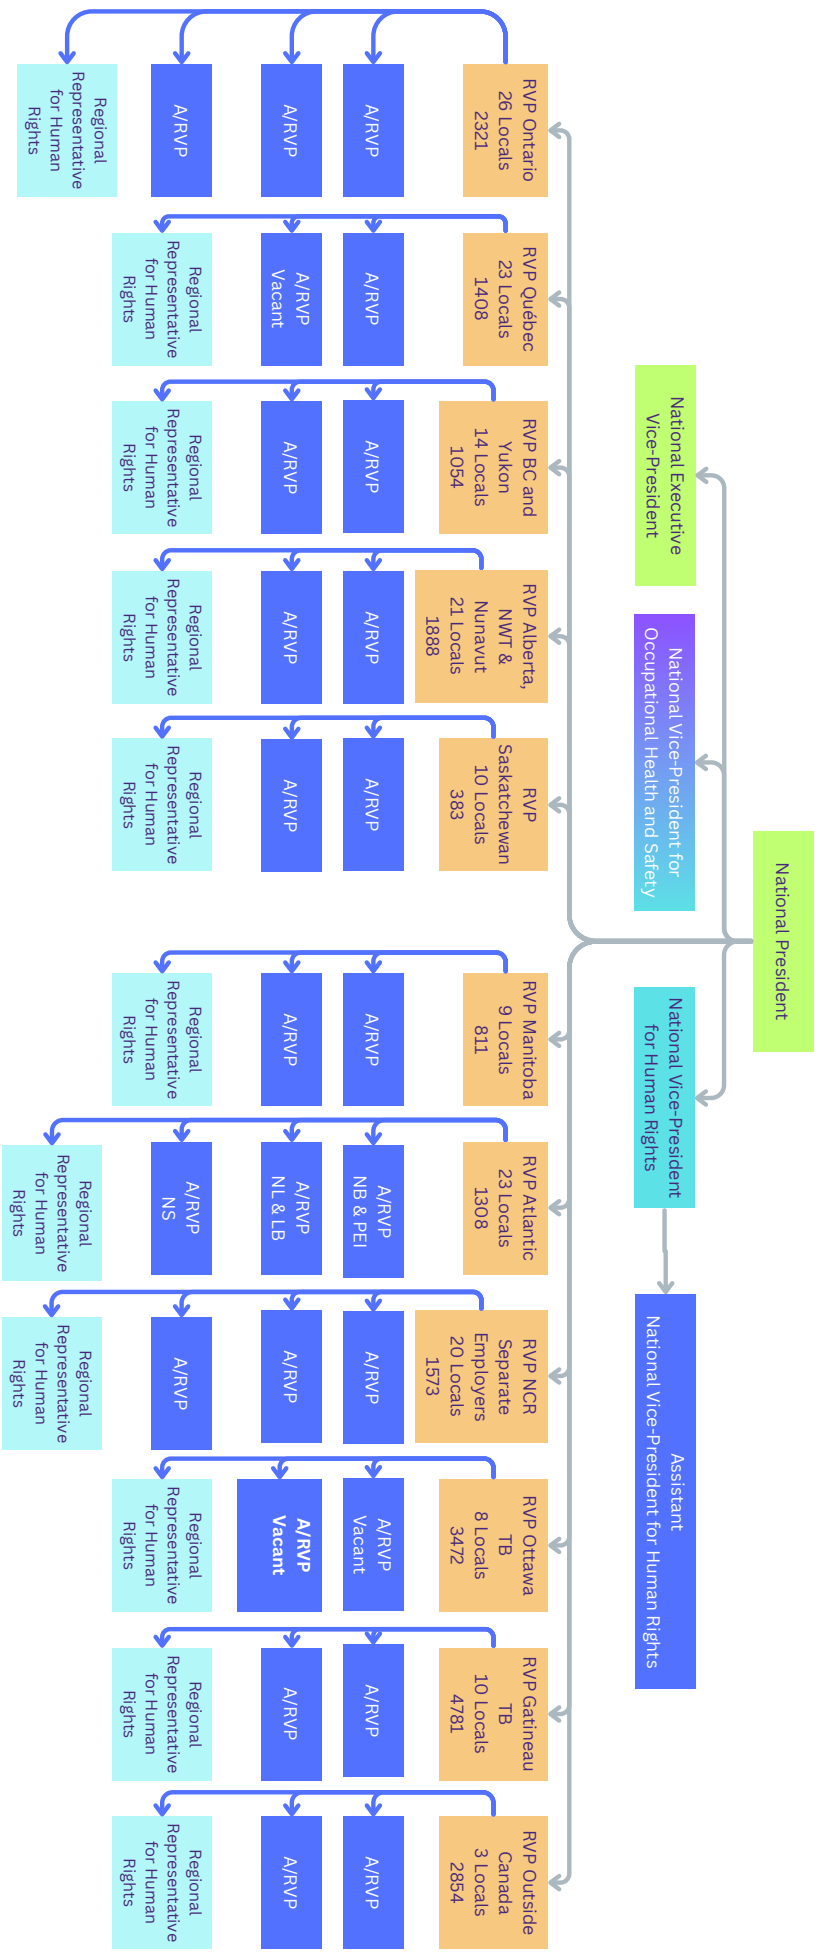 National President
National Executive
Vice-President
National Vice-President for
Occupational Health and Safety
National Vice-President
for Human Rights
Assistant
National Vice-President for Human Rights
RVP Ontario
26 Locals
2321
A/RVP
A/RVP
A/RVP
Regional
Representative
for Human
Rights
RVP Québec
23 Locals
1408
A/RVP
A/RVP
Vacant
Regional
Representative
for Human
Rights
RVP BC and
Yukon
14 Locals
1054
A/RVP
A/RVP
Regional
Representative
for Human
Rights
RVP Alberta,
NWT &
Nunavut
21 Locals
1888
A/RVP
A/RVP
Regional
Representative
for Human
Rights
RVP
Saskatchewan
10 Locals
383
A/RVP
A/RVP
Regional
Representative
for Human
Rights
RVP Manitoba
9 Locals
811
A/RVP
A/RVP
Regional
Representative
for Human
Rights
RVP Atlantic
23 Locals
1308
A/RVP
NB & PEI
A/RVP
NL & LB
A/RVP
NS
Regional
Representative
for Human
Rights
RVP NCR
Separate
Employers
20 Locals
1573
A/RVP
A/RVP
A/RVP
Regional
Representative
for Human
Rights
RVP Ottawa
TB
8 Locals
3472
A/RVP
Vacant
A/RVP
Vacant
Regional
Representative
for Human
Rights
RVP Gatineau
TB
10 Locals
4781
A/RVP
A/RVP
Regional
Representative
for Human
Rights
RVP Outside
Canada
3 Locals
2854
A/RVP
A/RVP
Regional
Representative
for Human
Rights